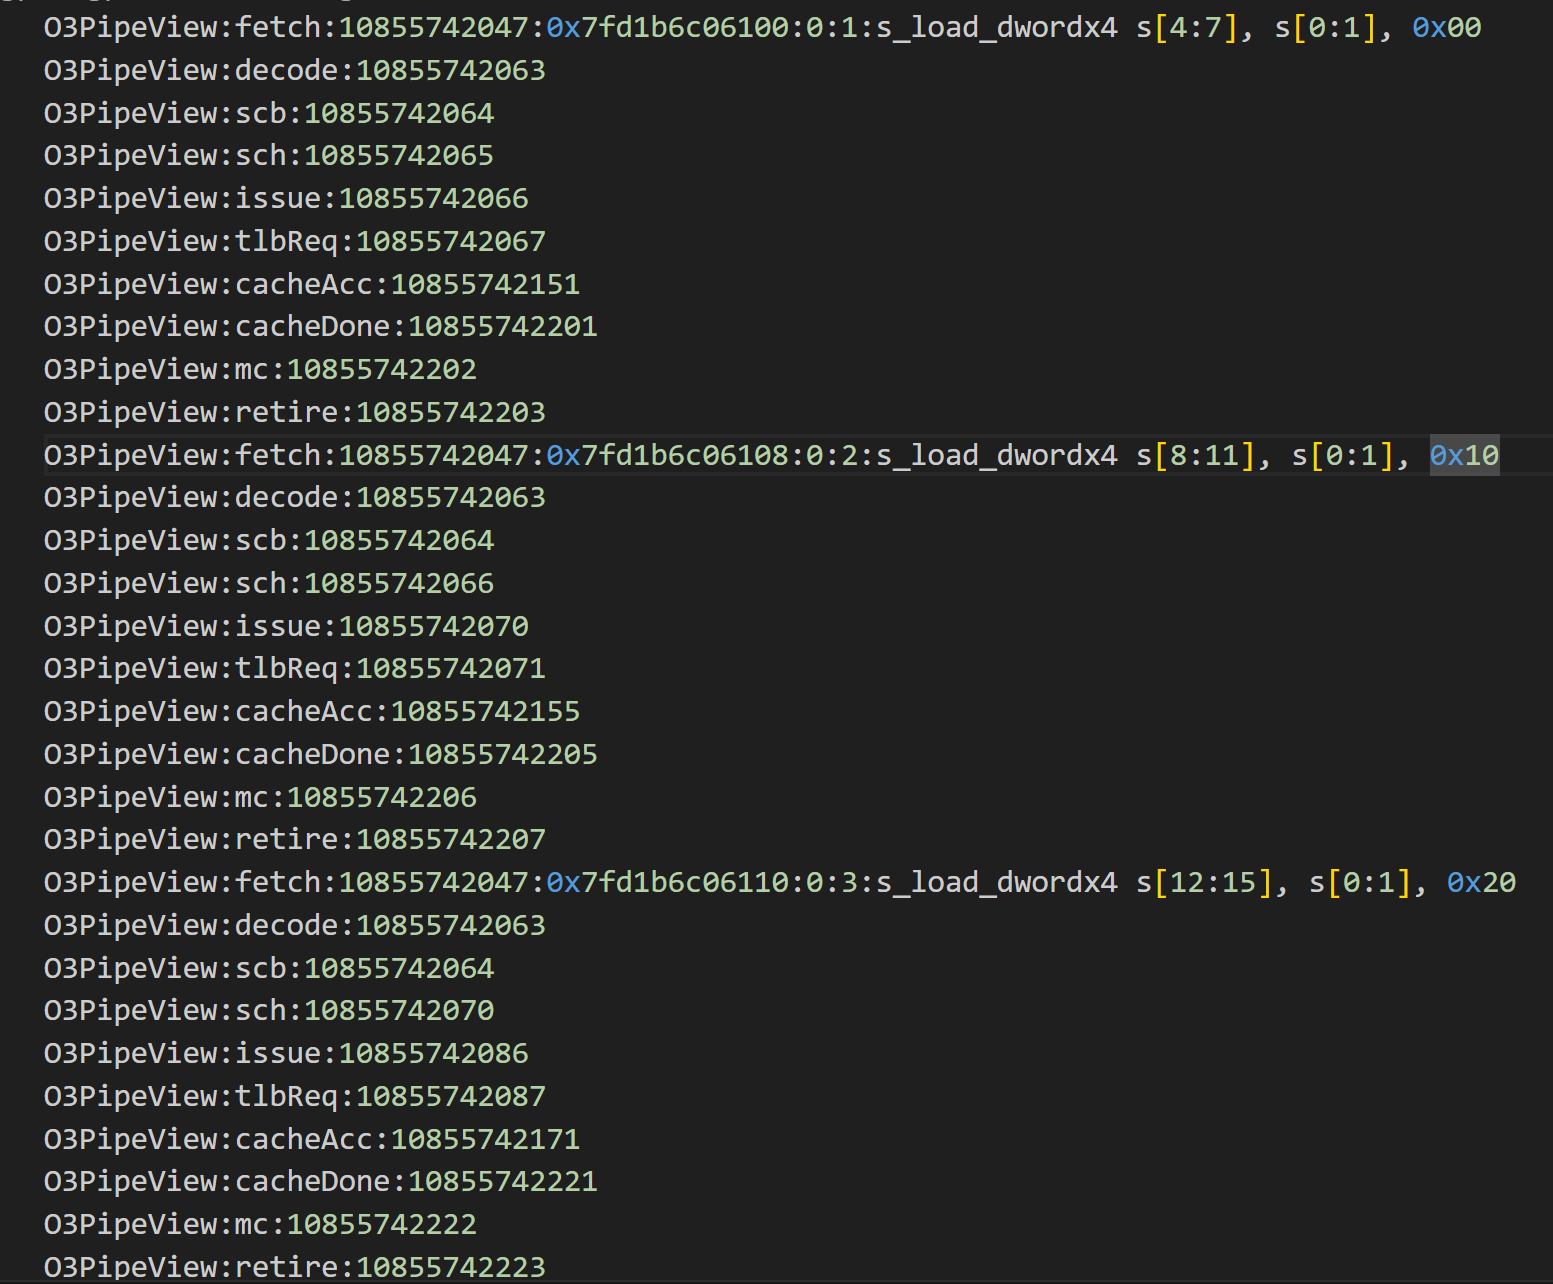 O3PipeView:fetch:10855742047:0x7fd1b6c06100:0:1:s_load_dwordx4 s[4:7], s[0:1], 0x00
O3PipeView:decode:10855742063
O3PipeView:scb:10855742064
O3PipeView:sch:10855742065
O3PipeView:issue:10855742066
O3PipeView:tlbReq:10855742067
O3PipeView:cacheAcc:10855742151
O3PipeView:cacheDone:10855742201
O3PipeView:mc:10855742202
O3PipeView:retire:10855742203
O3PipeView:fetch:10855742047:0x7fd1b6c06108:0:2:s_load_dwordx4 s[8:11], s[0:1], 0x10
O3PipeView:decode:10855742063
O3PipeView:scb:10855742064
O3PipeView:sch:10855742066
O3PipeView:issue:10855742070
O3PipeView:tlbReq:10855742071
O3PipeView:cacheAcc:10855742155
O3PipeView:cacheDone:10855742205
O3PipeView:mc:10855742206
O3PipeView:retire:10855742207
O3PipeView:fetch:10855742047:0x7fd1b6c06110:0:3:s_load_dwordx4 s[12:15], s[0:1], 0x20
O3PipeView:decode:10855742063
O3PipeView:scb:10855742064
O3PipeView:sch:10855742070
O3PipeView:issue:10855742086
O3PipeView:tlbReq:10855742087
O3PipeView:cacheAcc:10855742171
O3PipeView:cacheDone:10855742221
O3PipeView:mc:10855742222
O3PipeView:retire:10855742223